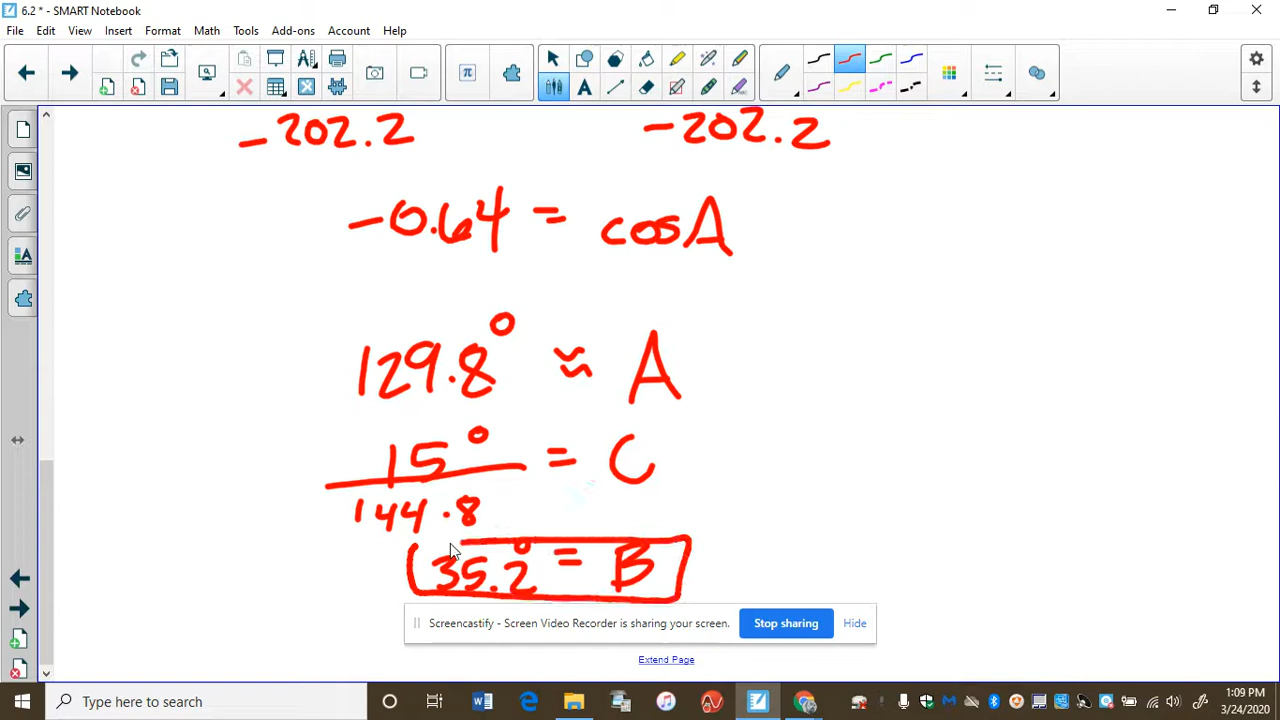 6.2 * - SMART Notebook
File Edit View Insert Format Math Tools Add-ons Account Help
-202.2 -202.2
-0.64 = cosA
129.8° ≈ A
15° = C
144.8
35.2° = B
Screencastify - Screen Video Recorder is sharing your screen. Stop sharing Hide
Extend Page
Type here to search
1:09 PM
3/24/2020